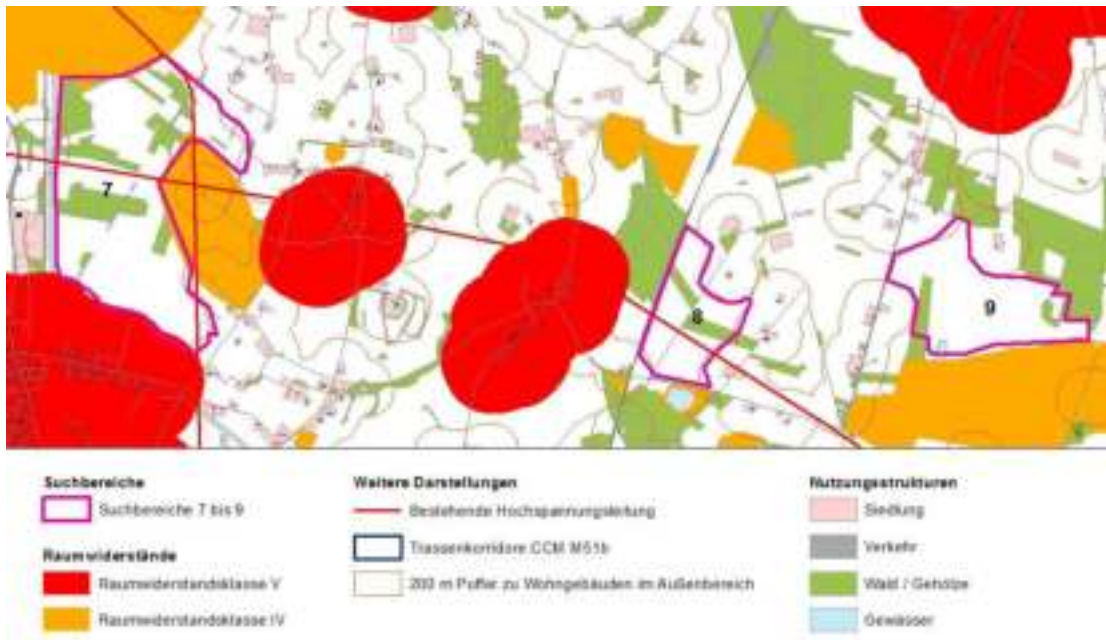 7
8
9
Suchbereiche
Suchbereiche 7 bis 9
Raumwiderstände
Raumwiderstandsklasse V
Raumwiderstandsklasse IV
Weitere Darstellungen
Bestehende Hochspannungsleitung
Trassenkorridore CCM M51b
200 m Puffer zu Wohngebäuden im Außenbereich
Nutzungsstrukturen
Siedlung
Verkehr
Wald / Gehölze
Gewässer